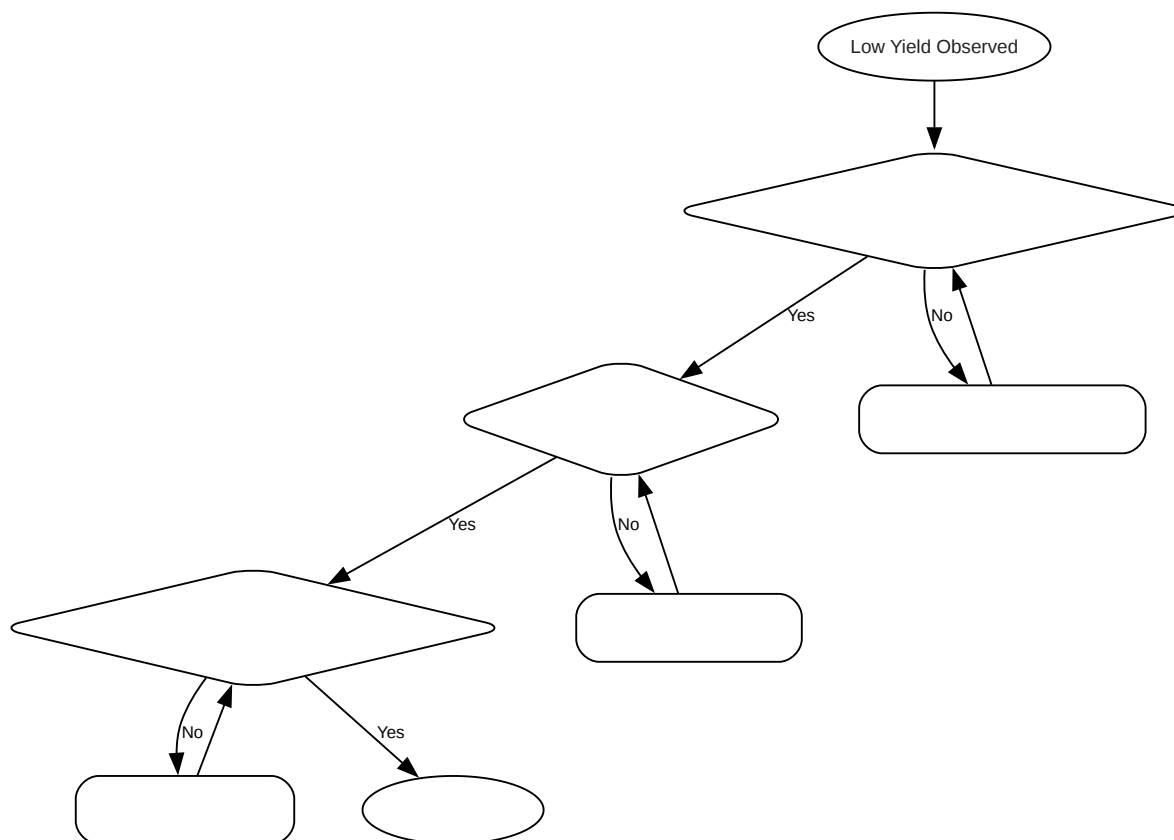 Low Yield Observed
Yes
No
Yes
No
No
Yes